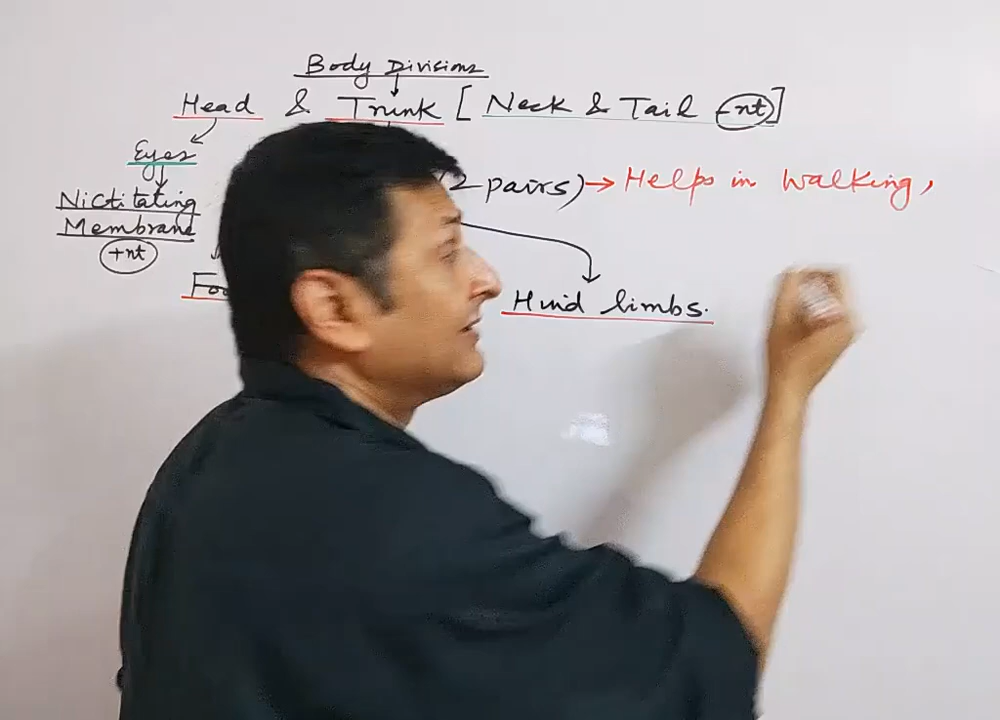 Body Divisions
Head & Trunk [Neck & Tail -nt]
Eyes
(2 pairs) → Helps in walking,
Nictitating
Membrane
+nt
Hind limbs.